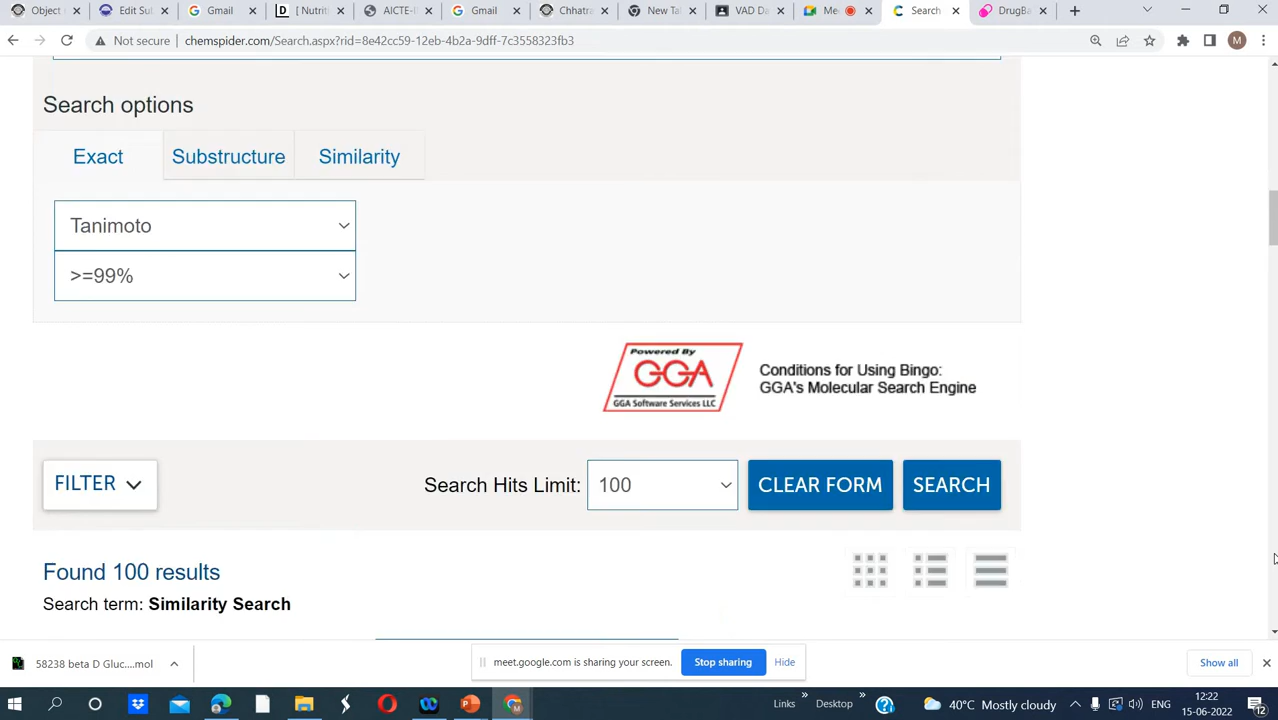 Object
Edit Sul
Gmail
[ Nutriti
AICTE-I
Gmail
Chhatra
New Ta
VAD Da
Me
Search
DrugBa
Not secure
chemspider.com/Search.aspx?rid=8e42cc59-12eb-4b2a-9dff-7c3558323fb3
M
Search options
Exact
Substructure
Similarity
Tanimoto
>=99%
Powered By
GGA
GGA Software Services LLC
Conditions for Using Bingo:
GGA's Molecular Search Engine
FILTER
Search Hits Limit:
100
CLEAR FORM
SEARCH
Found 100 results
Search term: Similarity Search
58238 beta D Gluc....mol
meet.google.com is sharing your screen.
Stop sharing
Hide
Show all
Links
Desktop
40°C Mostly cloudy
ENG
12:22
15-06-2022
12